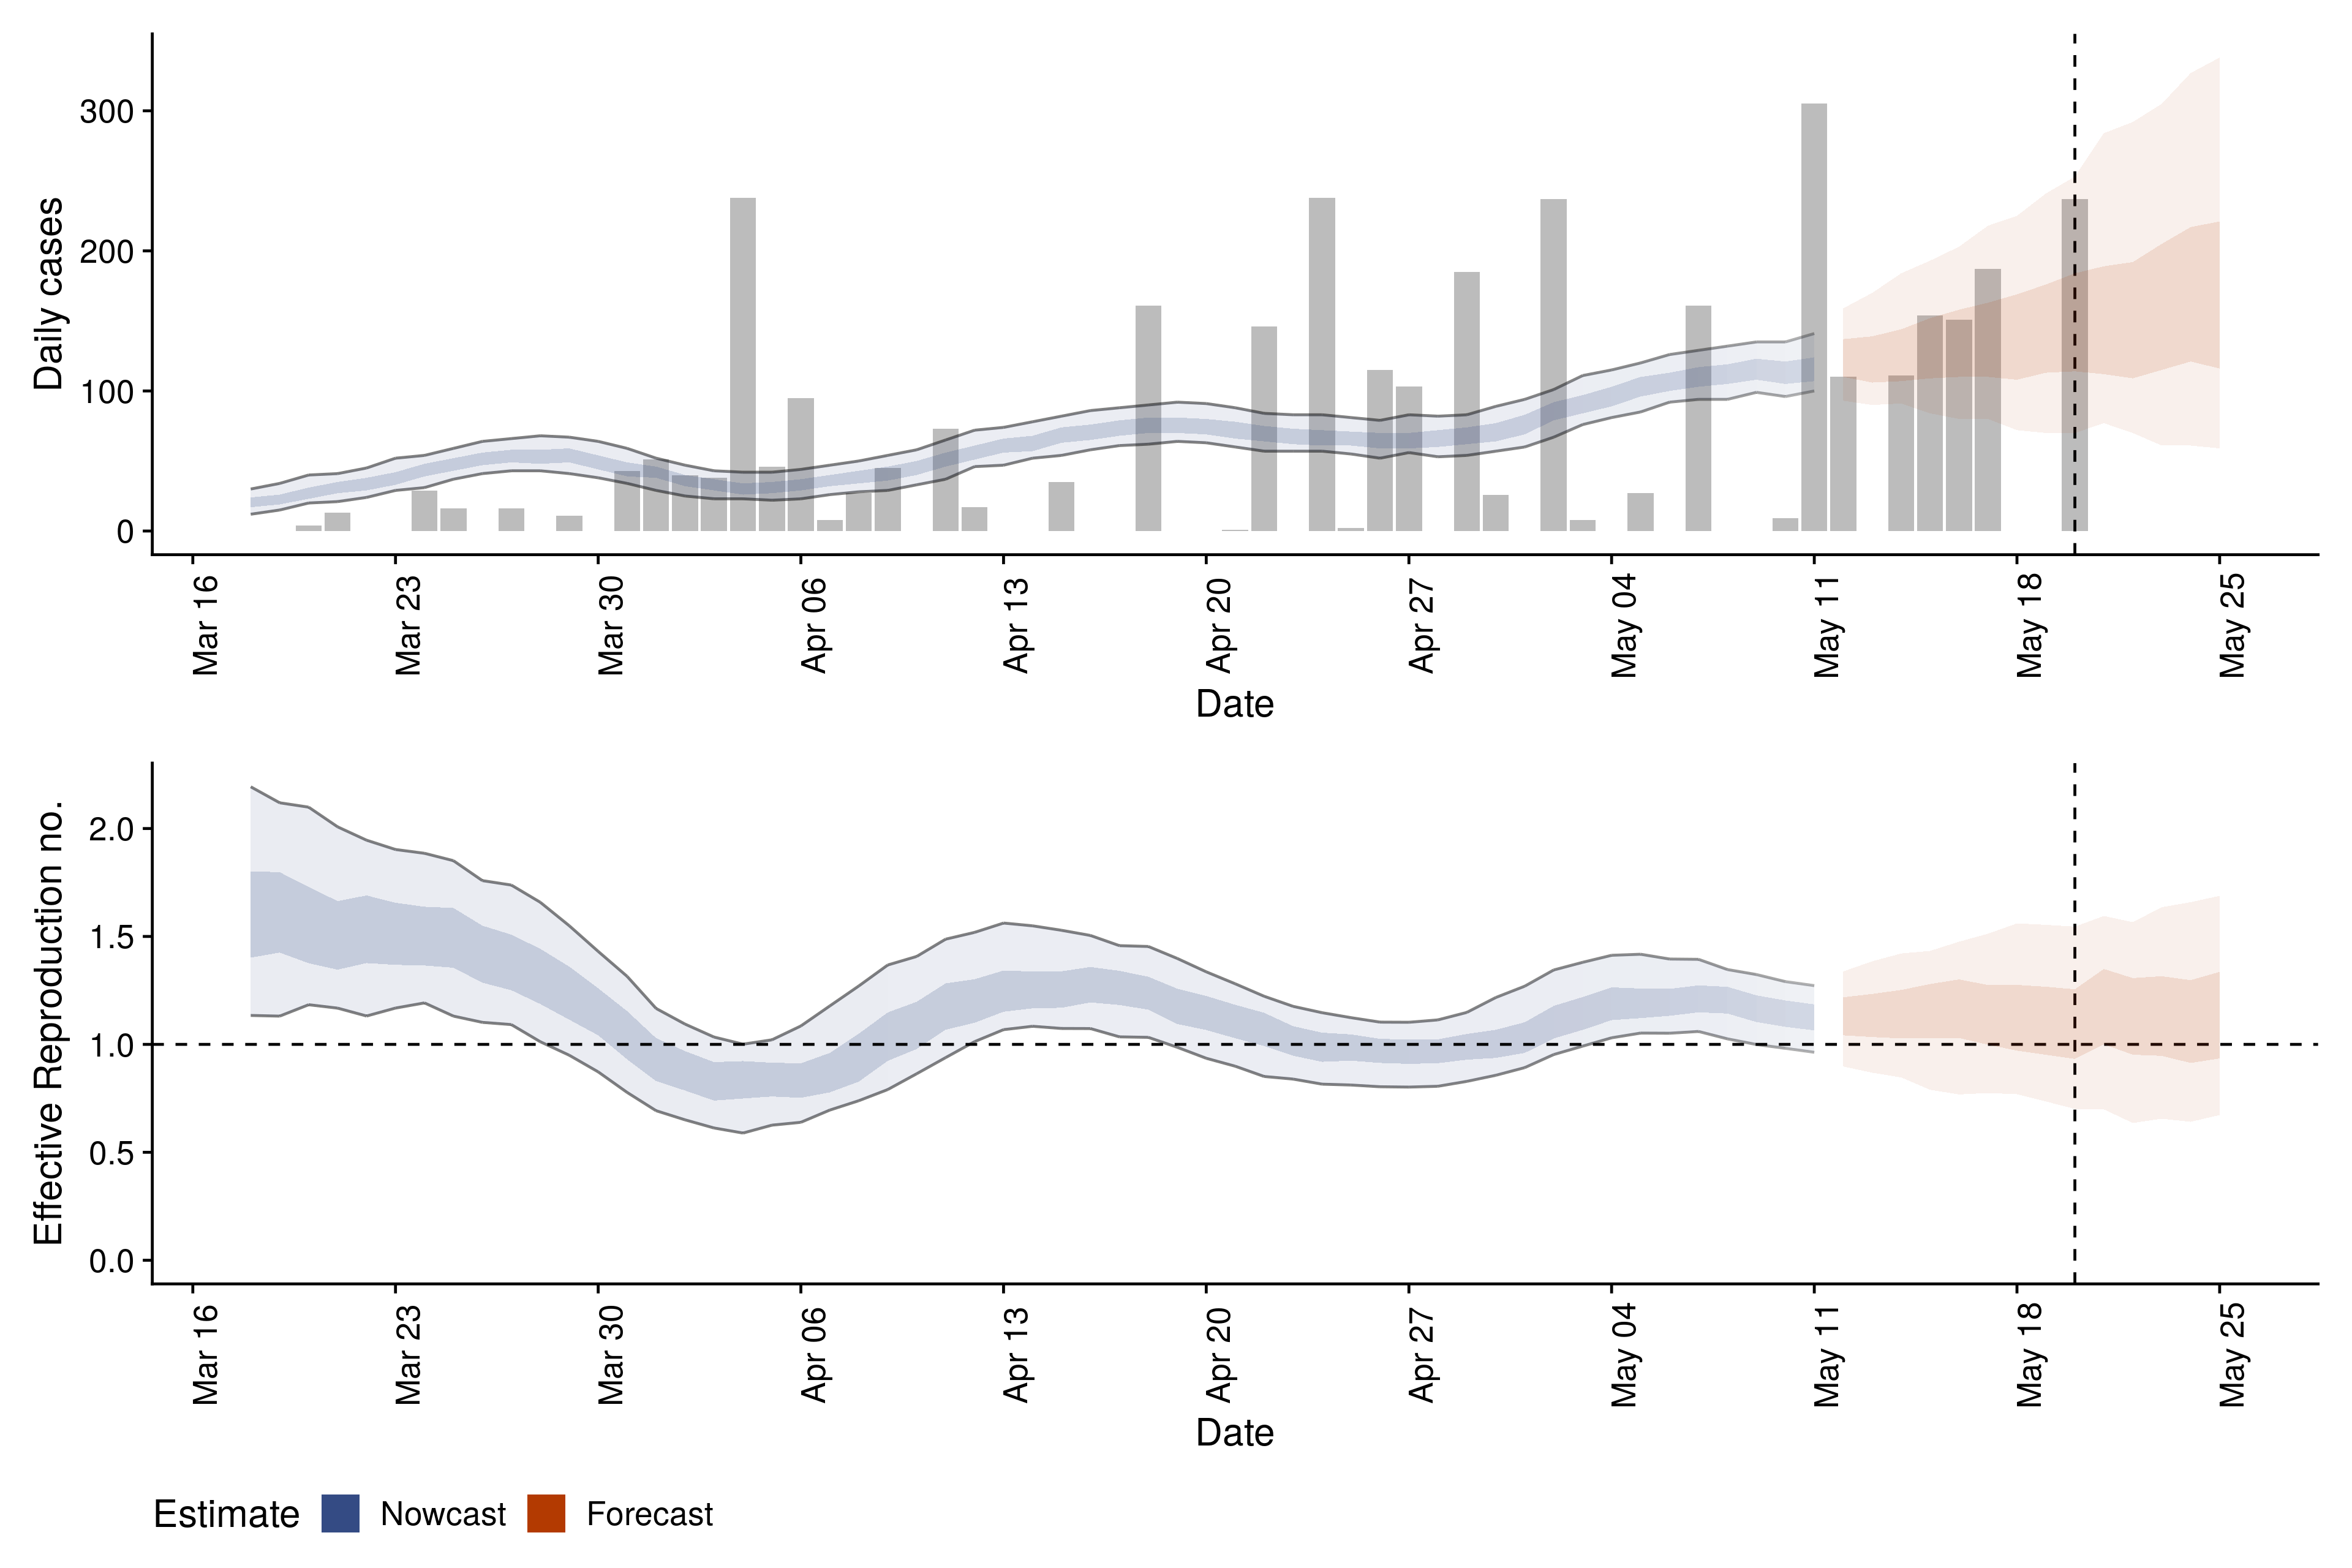 Daily cases
300
200
100
0
Mar 16
Mar 23
Mar 30
Apr 06
Apr 13
Apr 20
Apr 27
May 04
May 11
May 18
May 25
Date
Effective Reproduction no.
2.0
1.5
1.0
0.5
0.0
Mar 16
Mar 23
Mar 30
Apr 06
Apr 13
Apr 20
Apr 27
May 04
May 11
May 18
May 25
Date
Estimate Nowcast Forecast